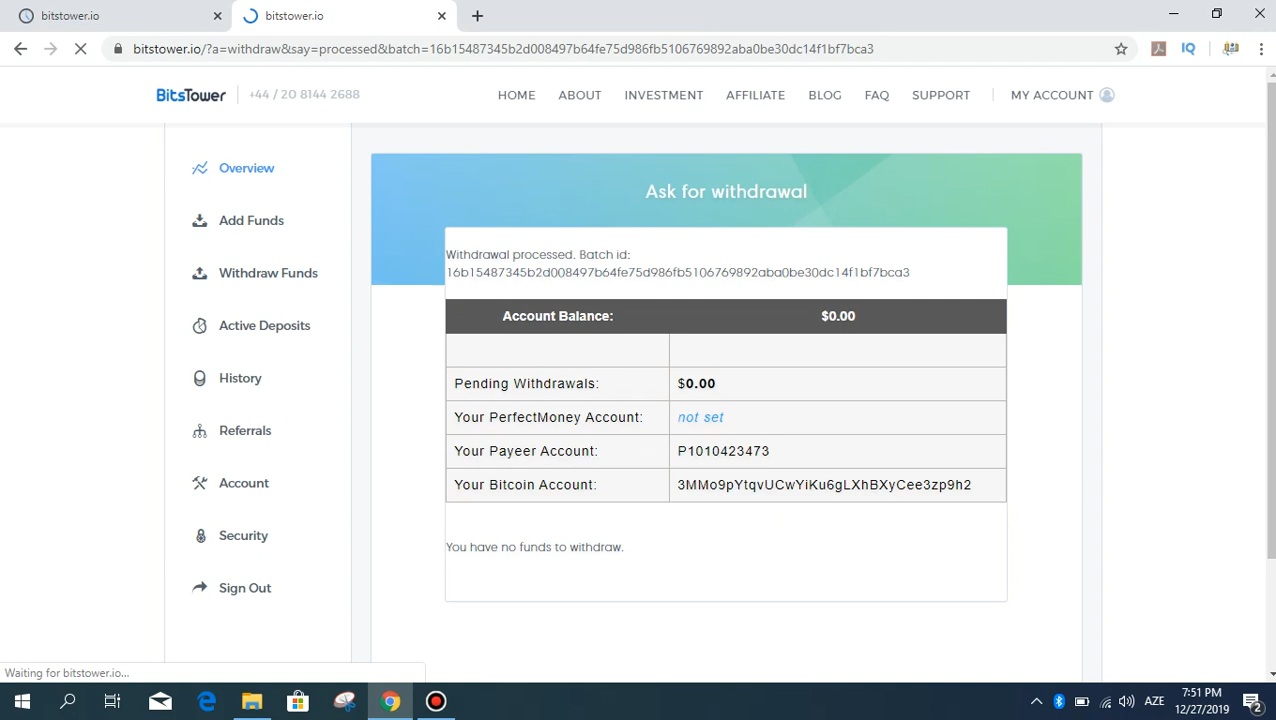 bitstower.io
bitstower.io
bitstower.io/?a=withdraw&say=processed&batch=16b15487345b2d008497b64fe75d986fb5106769892aba0be30dc14f1bf7bca3
IQ
BitsTower
+44 / 20 8144 2688
HOME
ABOUT
INVESTMENT
AFFILIATE
BLOG
FAQ
SUPPORT
MY ACCOUNT
Overview
Add Funds
Withdraw Funds
Active Deposits
History
Referrals
Account
Security
Sign Out
Ask for withdrawal
Withdrawal processed. Batch id:
16b15487345b2d008497b64fe75d986fb5106769892aba0be30dc14f1bf7bca3
Account Balance: $0.00
Pending Withdrawals: $0.00
Your PerfectMoney Account: not set
Your Payeer Account: P1010423473
Your Bitcoin Account: 3MMo9pYtqvUCwYiKu6gLXhBXyCee3zp9h2
You have no funds to withdraw.
Waiting for bitstower.io...
AZE
7:51 PM
12/27/2019
2